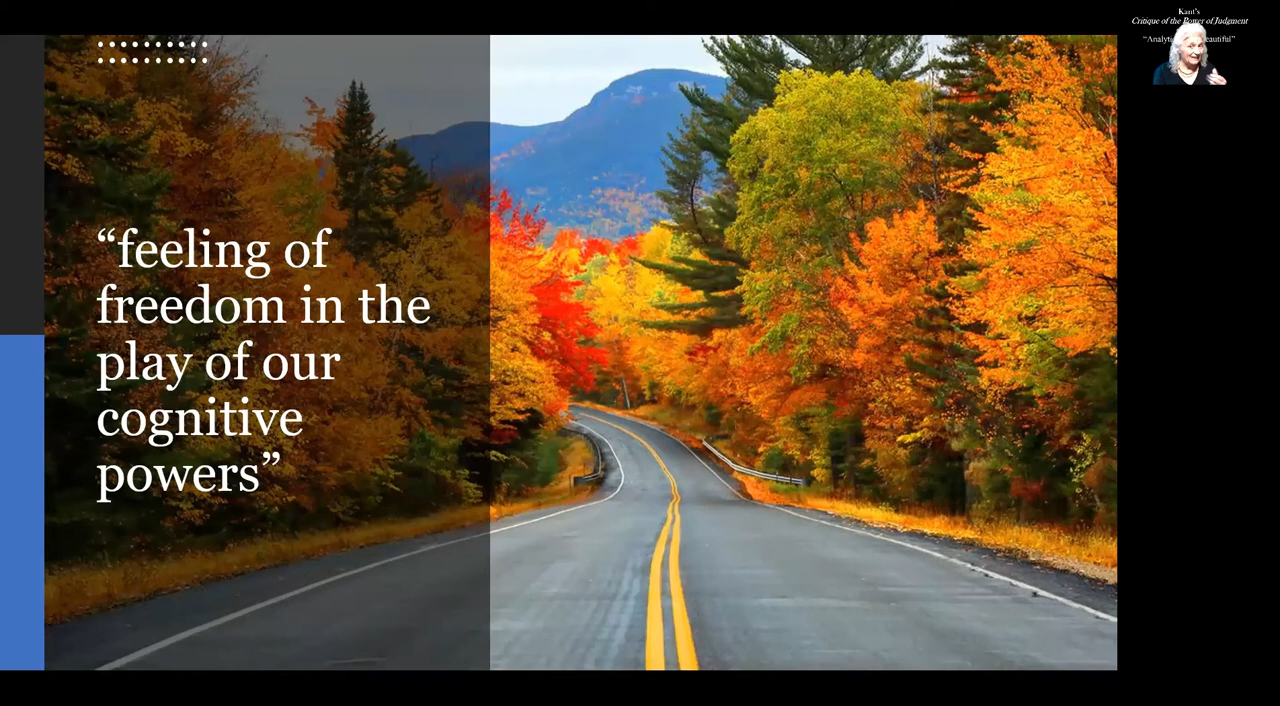 “feeling of
freedom in the
play of our
cognitive
powers”
Kant's
Critique of the Power of Judgment